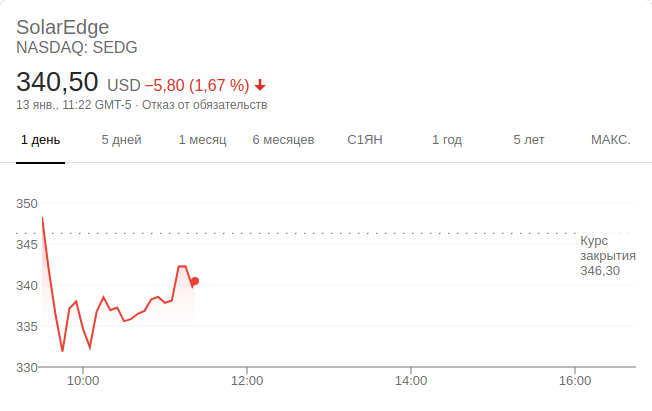 SolarEdge
NASDAQ: SEDG
340,50 USD −5,80 (1,67 %)
13 янв., 11:22 GMT-5 · Отказ от обязательств
1 день 5 дней 1 месяц 6 месяцев С1ЯН 1 год 5 лет МАКС.
350
345
340
335
330
Курс
закрытия
346,30
10:00 12:00 14:00 16:00